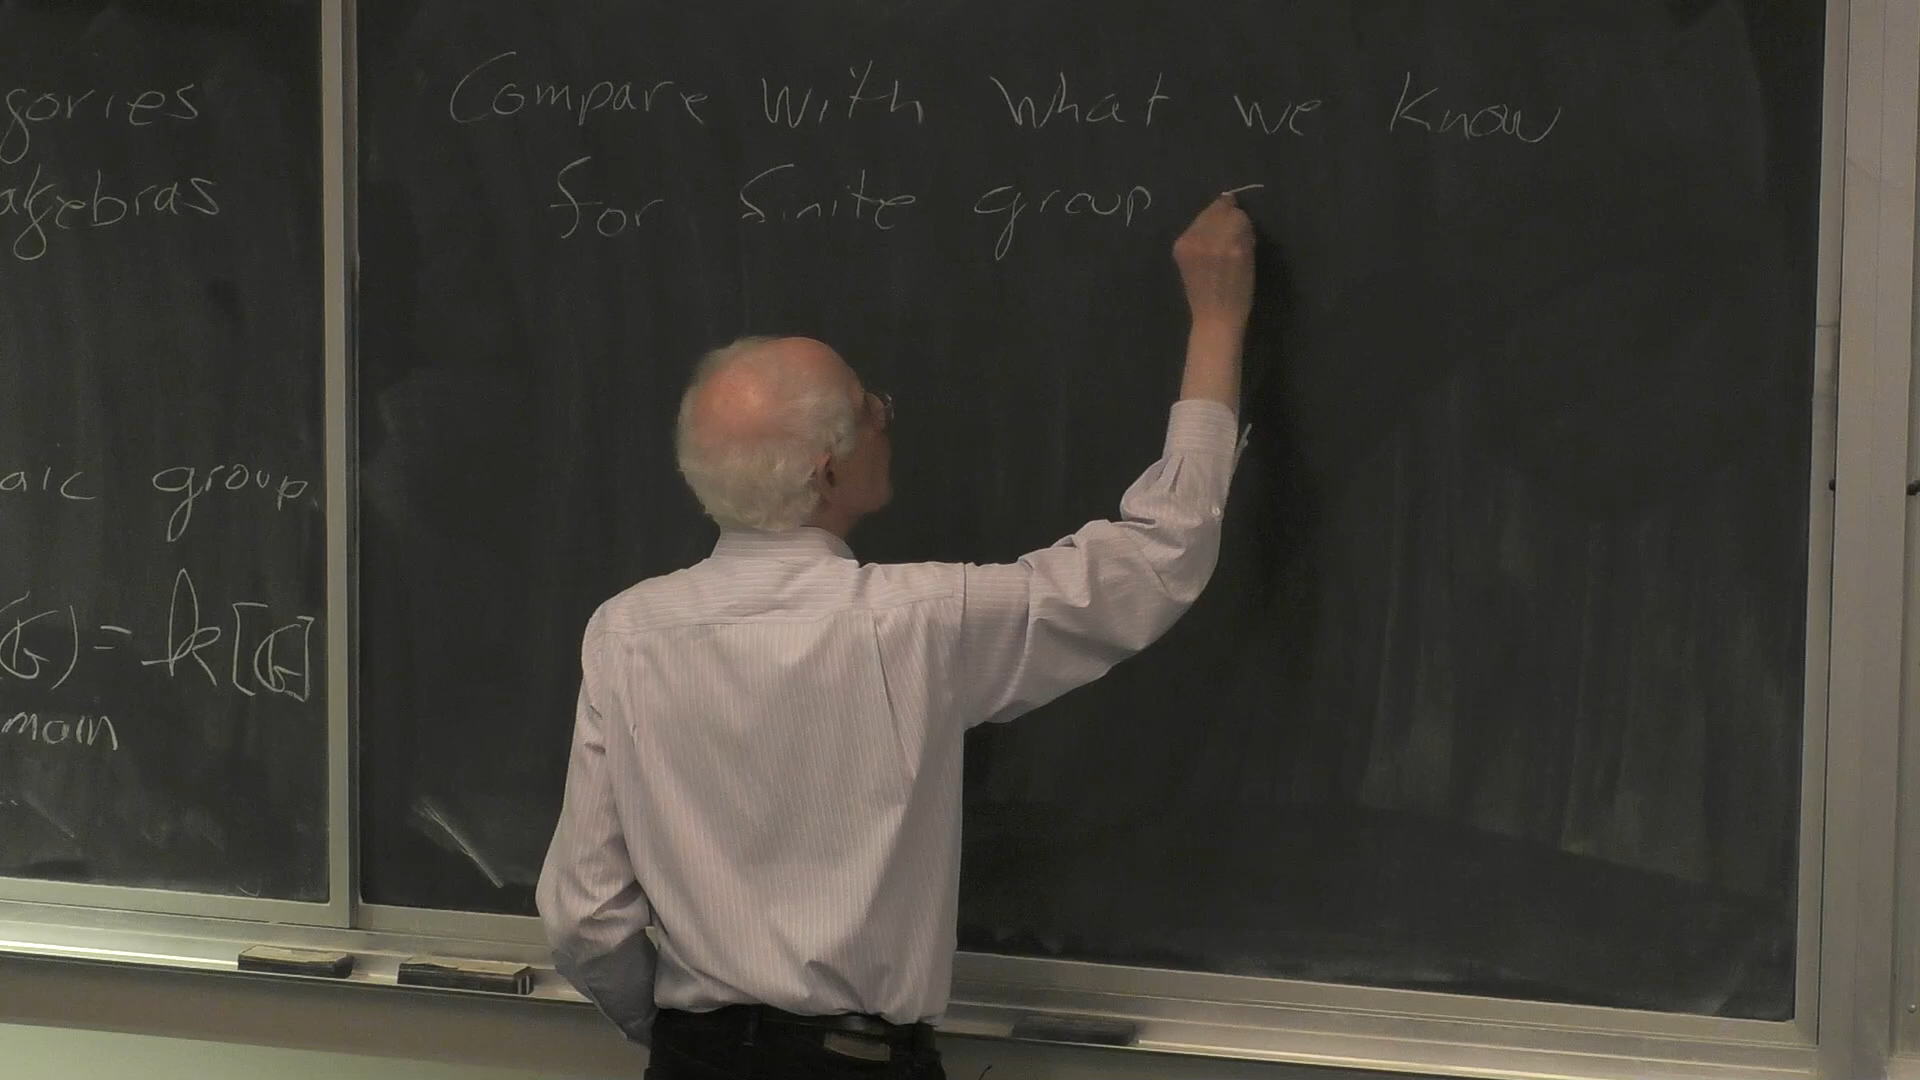 gories
algebras
aic group.
G) = k[G]
main
Compare with what we know
for finite group